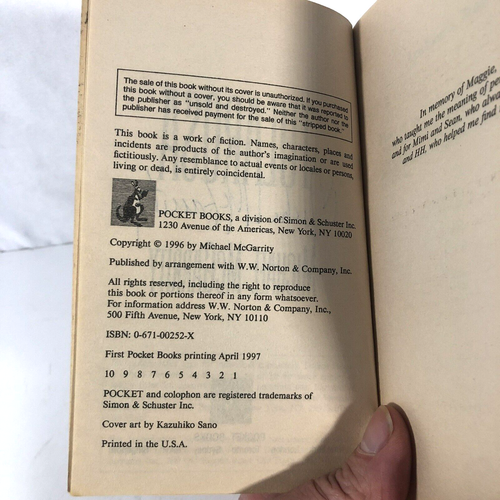 The sale of this book without its cover is unauthorized. If you purchased
this book without a cover, you should be aware that it was reported to
the publisher as "unsold and destroyed." Neither the author nor the
publisher has received payment for the sale of this "stripped book."
This book is a work of fiction. Names, characters, places and
incidents are products of the author's imagination or are used
fictitiously. Any resemblance to actual events or locales or persons,
living or dead, is entirely coincidental.
POCKET BOOKS, a division of Simon & Schuster Inc.
1230 Avenue of the Americas, New York, NY 10020
Copyright © 1996 by Michael McGarrity
Published by arrangement with W.W. Norton & Company, Inc.
All rights reserved, including the right to reproduce
this book or portions thereof in any form whatsoever.
For information address W.W. Norton & Company, Inc.,
500 Fifth Avenue, New York, NY 10110
ISBN: 0-671-00252-X
First Pocket Books printing April 1997
10 9 8 7 6 5 4 3 2 1
POCKET and colophon are registered trademarks of
Simon & Schuster Inc.
Cover art by Kazuhiko Sano
Printed in the U.S.A.
In memory of Maggie,
who taught me the meaning of
and for Mimi and Sean, who
and HH, who helped me find